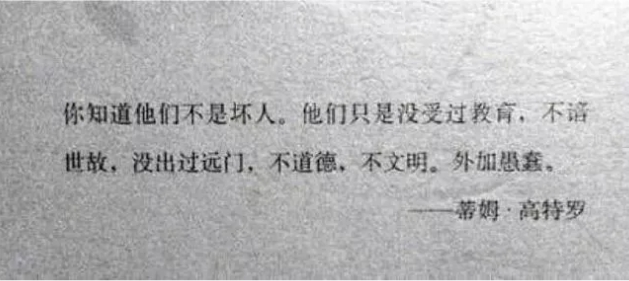 你知道他们不是坏人。他们只是没受过教育，不谙
世故，没出过远门，不道德，不文明。外加愚蠢。
——蒂姆·高特罗